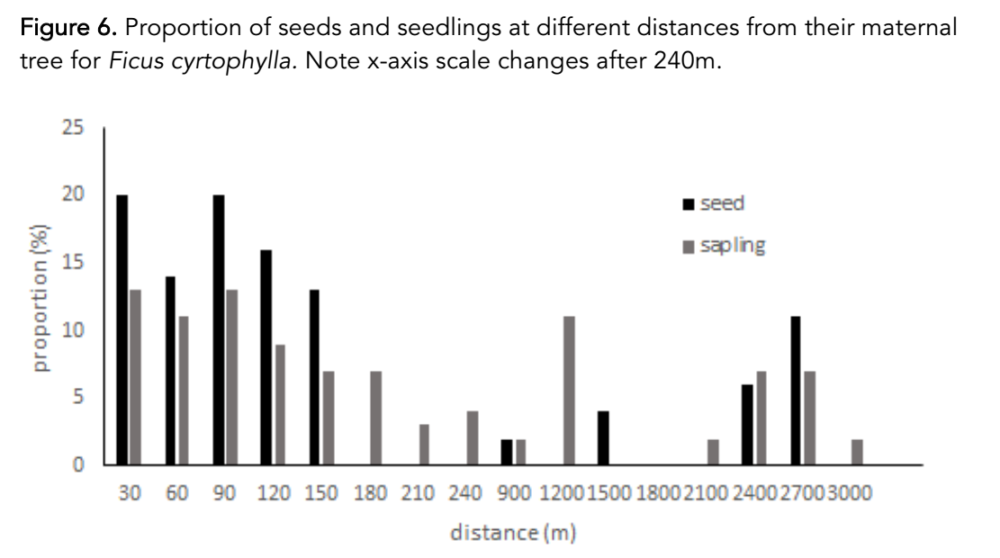 Figure 6. Proportion of seeds and seedlings at different distances from their maternal
tree for Ficus cyrtophylla. Note x-axis scale changes after 240m.
25
20
15
10
5
0
proportion (%)
seed
sapling
30 60 90 120 150 180 210 240 900 1200 1500 1800 2100 2400 2700 3000
distance (m)